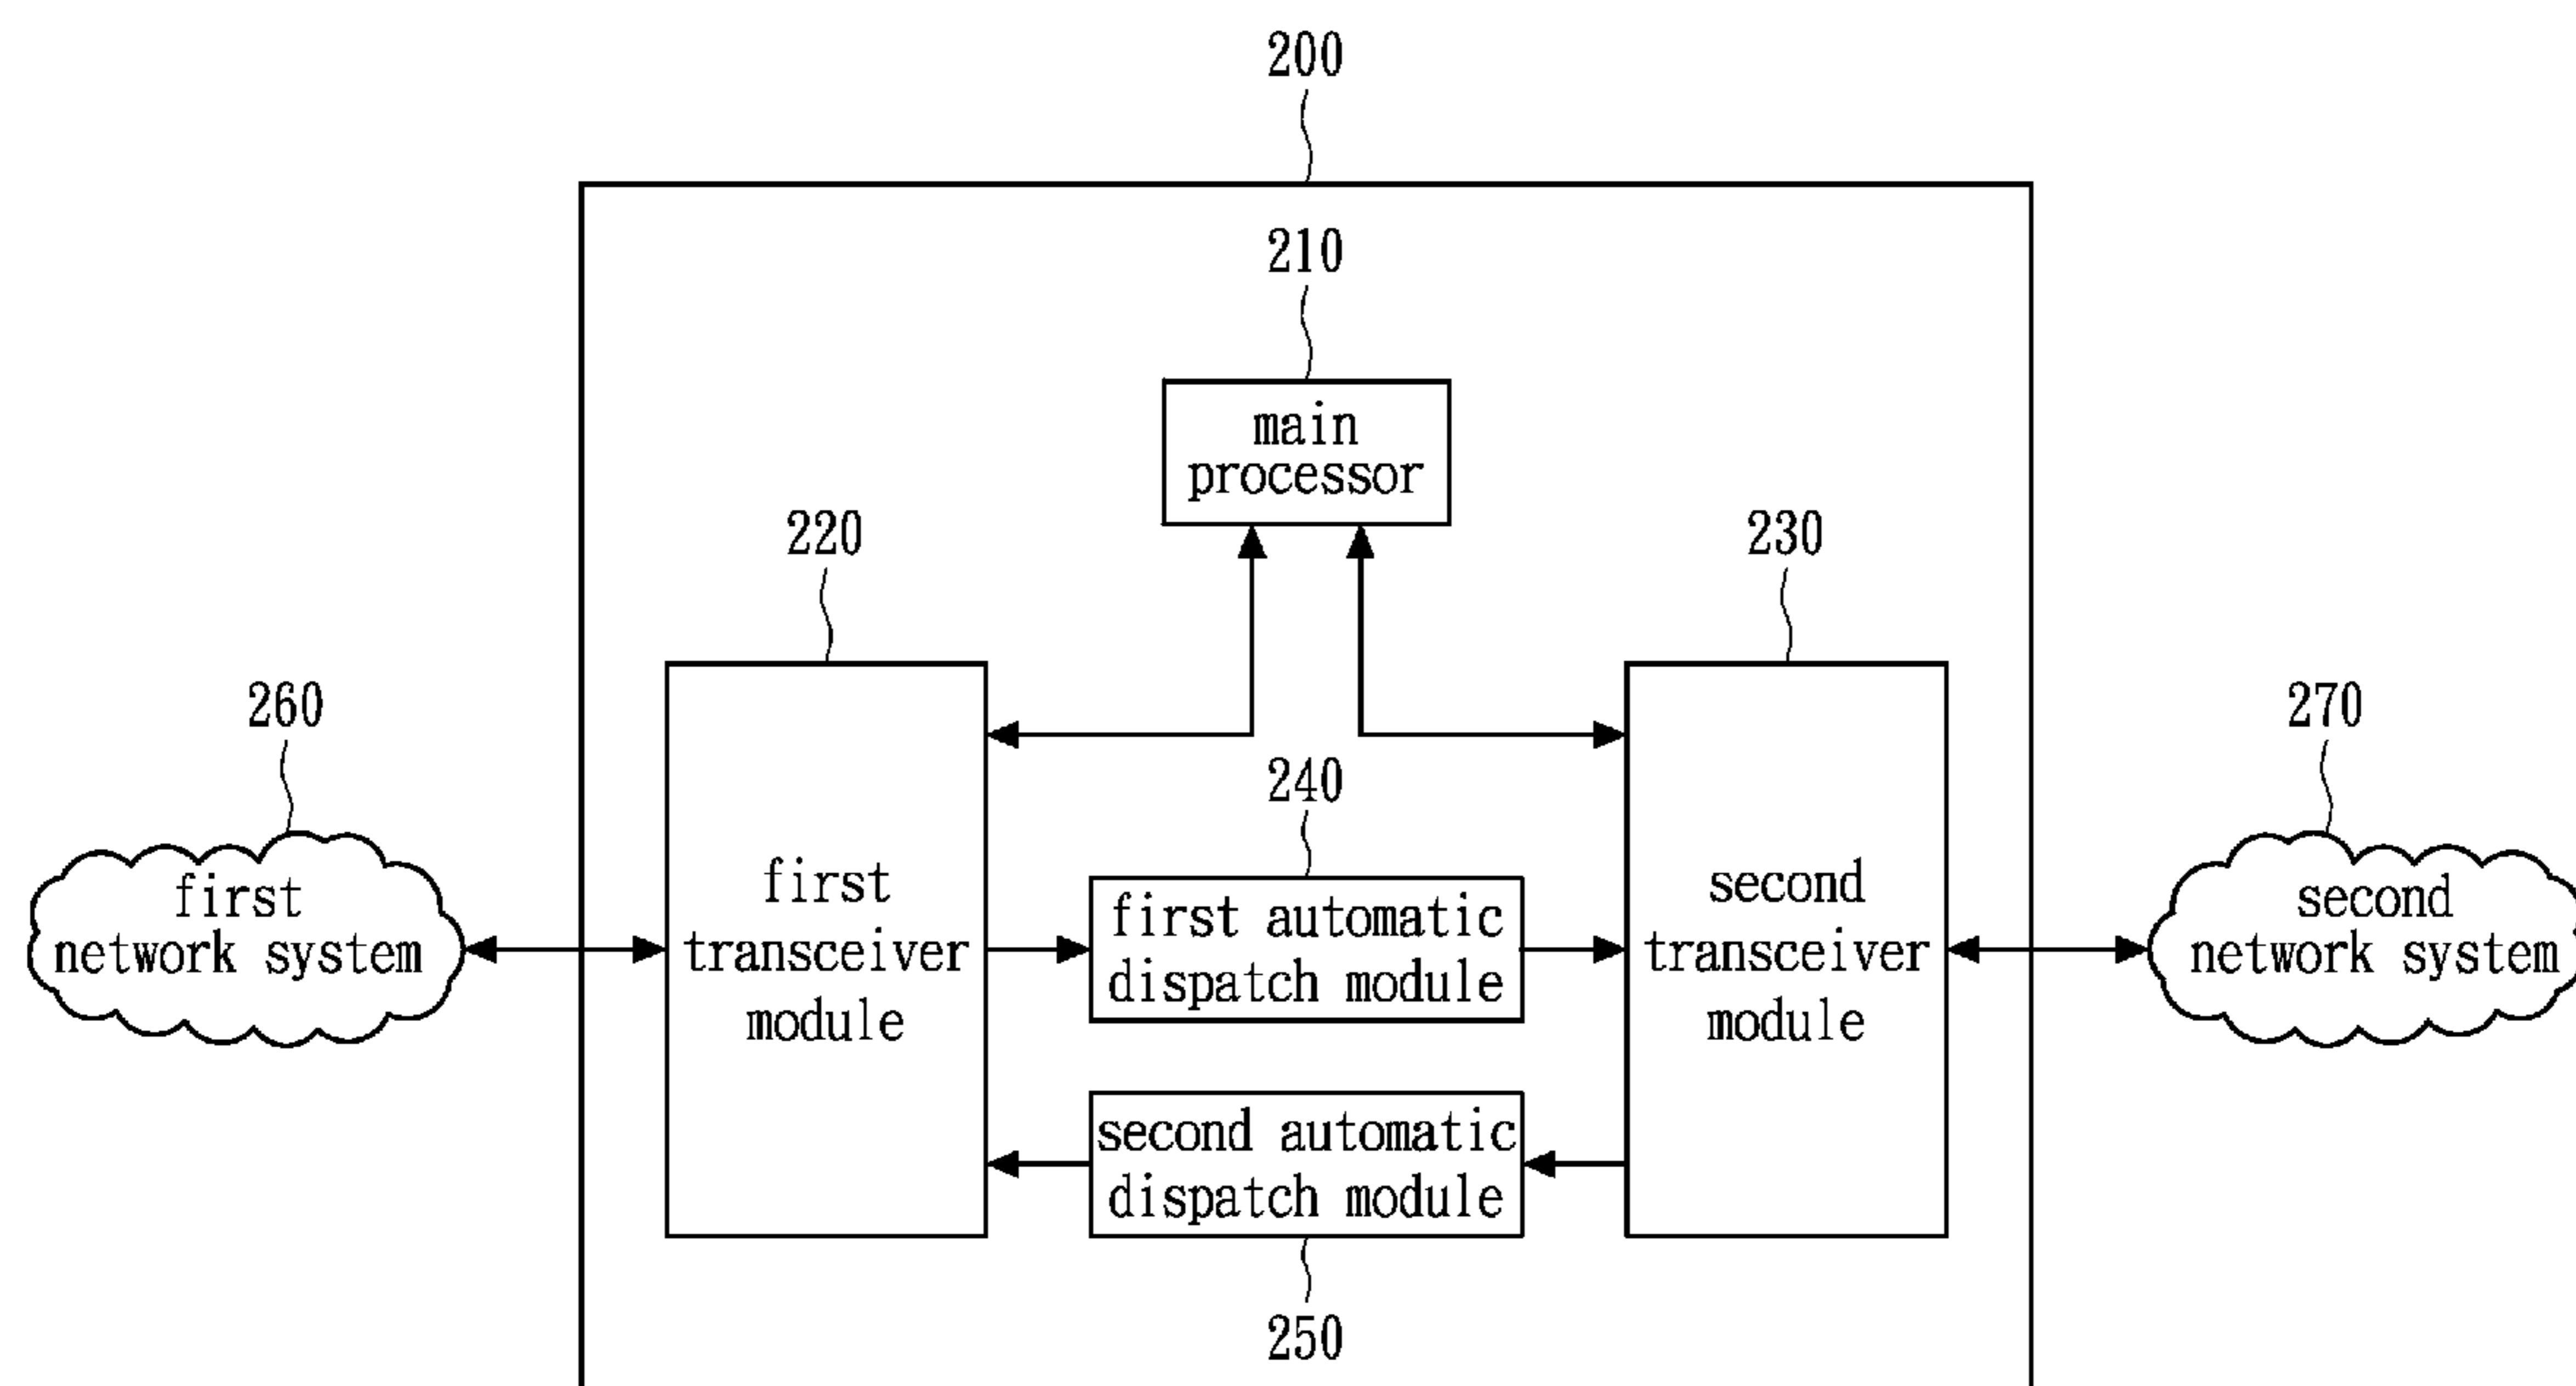 200
210
main
processor
220
230
260
270
240
first
network system
first
transceiver
module
first automatic
dispatch module
second
transceiver
module
second
network system
second automatic
dispatch module
250